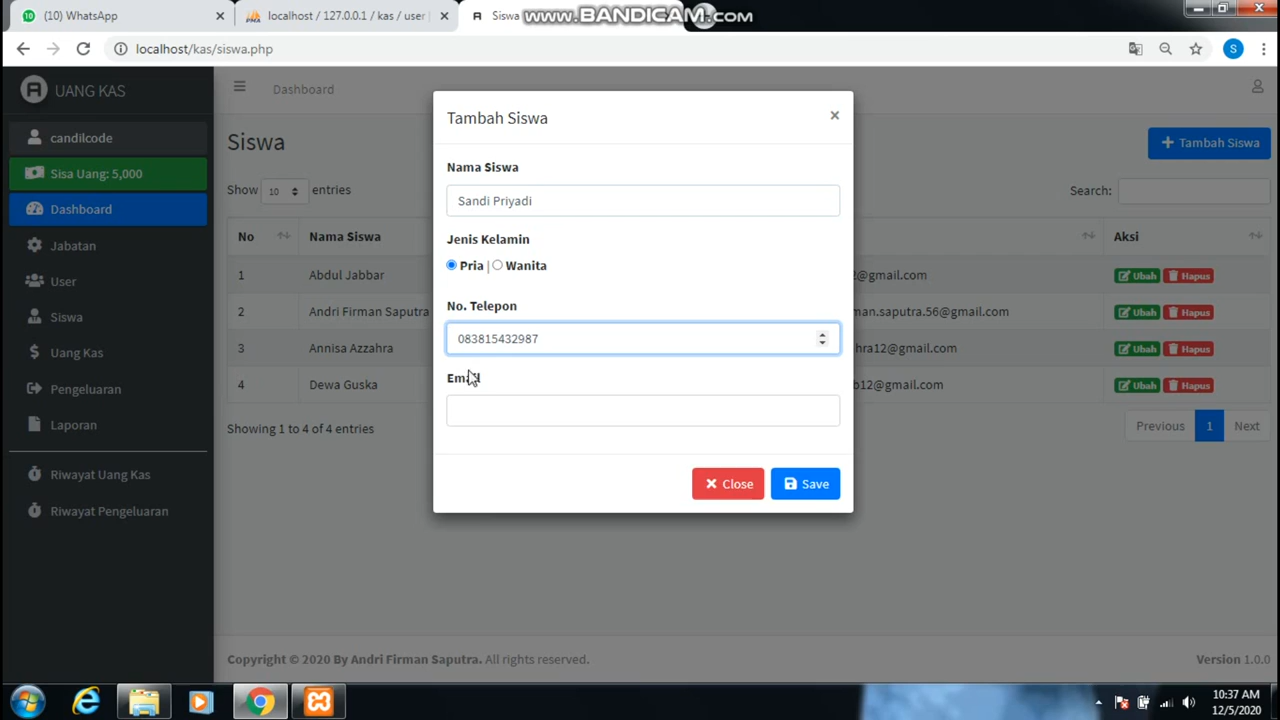 (10) WhatsApp
localhost / 127.0.0.1 / kas / user
Siswa
WWW.BANDICAM.COM
localhost/kas/siswa.php
S
UANG KAS
candilcode
Sisa Uang: 5,000
Dashboard
Jabatan
User
Siswa
Uang Kas
Pengeluaran
Laporan
Riwayat Uang Kas
Riwayat Pengeluaran
Dashboard
Siswa
Tambah Siswa
Show 10 entries
Search:
No Nama Siswa Aksi
1 Abdul Jabbar 2@gmail.com Ubah Hapus
2 Andri Firman Saputra man.saputra.56@gmail.com Ubah Hapus
3 Annisa Azzahra hra12@gmail.com Ubah Hapus
4 Dewa Guska b12@gmail.com Ubah Hapus
Showing 1 to 4 of 4 entries
Previous 1 Next
Tambah Siswa
×
Nama Siswa
Sandi Priyadi
Jenis Kelamin
Pria | Wanita
No. Telepon
083815432987
Email
Close
Save
Copyright © 2020 By Andri Firman Saputra. All rights reserved.
Version 1.0.0
10:37 AM
12/5/2020